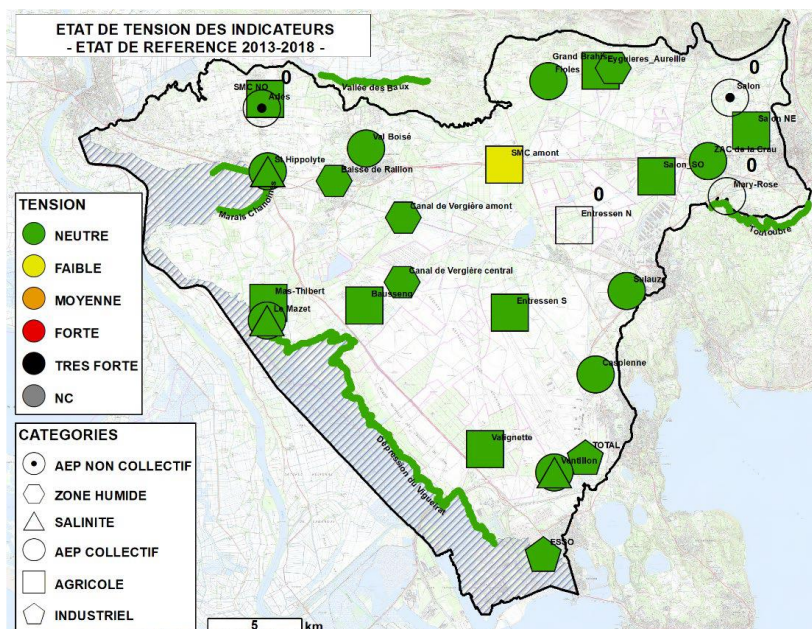 ETAT DE TENSION DES INDICATEURS
- ETAT DE REFERENCE 2013-2018 -
Grand Brahis
Eyguieres_Aureille
Fioles
0
Salon
Vallée des Baux
SMC NO
0
Ades
Salon NE
Val Boisé
ZAC de la Crau
SMC amont
St Hippolyte
Baisse de Raillon
Salon_SO
0
Mary-Rose
0
Marais Chanoines
Canal de Vergière amont
Entressen N
Touloubre
TENSION
NEUTRE
FAIBLE
MOYENNE
FORTE
TRES FORTE
NC
Canal de Vergière central
Sulauze
Mas-Thibert
Baussenq
Entressen S
Le Mazet
Caspienne
Dépression du Vigueirat
Valignette
TOTAL
Ventillon
ESSO
CATEGORIES
AEP NON COLLECTIF
ZONE HUMIDE
SALINITE
AEP COLLECTIF
AGRICOLE
INDUSTRIEL
5
km